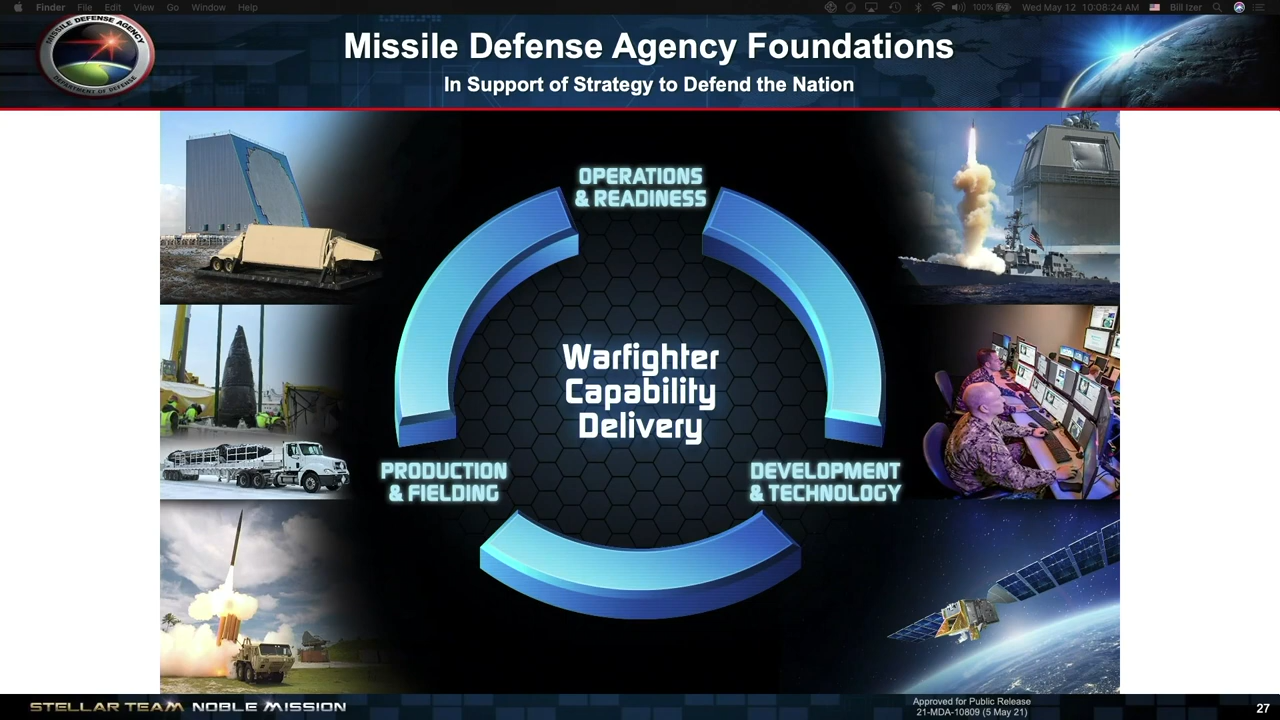 Finder File Edit View Go Window Help 100% Wed May 12 10:08:24 AM Bill Izer
MISSILE DEFENSE AGENCY
DEPARTMENT OF DEFENSE
Missile Defense Agency Foundations
In Support of Strategy to Defend the Nation
OPERATIONS
& READINESS
Warfighter
Capability
Delivery
PRODUCTION
& FIELDING
DEVELOPMENT
& TECHNOLOGY
STELLAR TEAM NOBLE MISSION
Approved for Public Release
21-MDA-10809 (5 May 21)
27